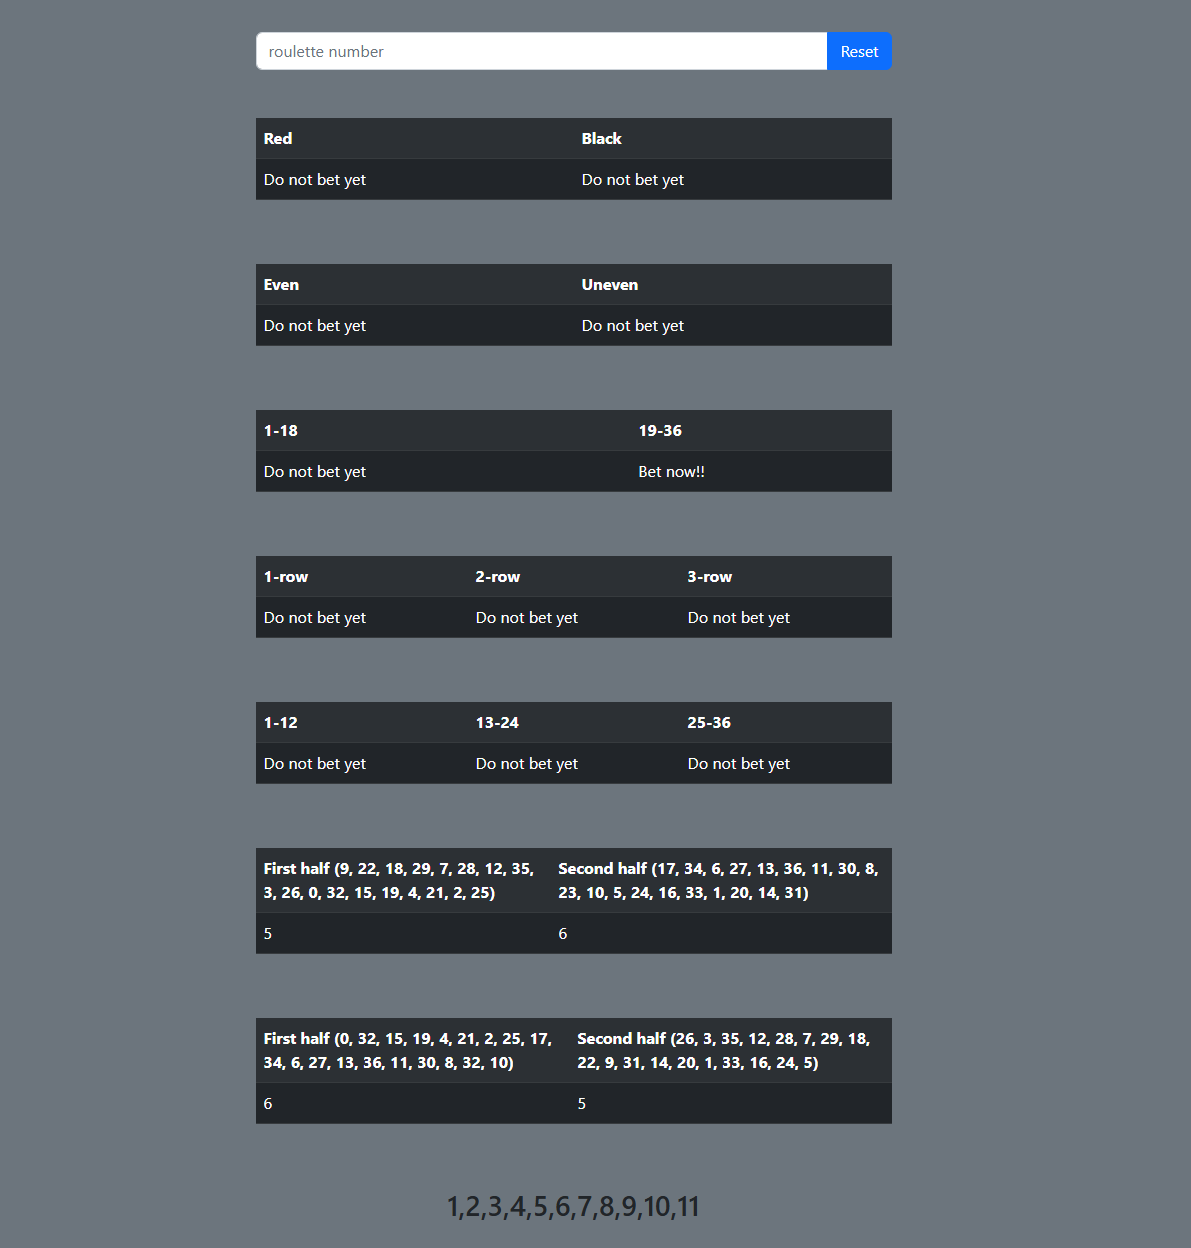 roulette number Reset
Red Black
Do not bet yet Do not bet yet
Even Uneven
Do not bet yet Do not bet yet
1-18 19-36
Do not bet yet Bet now!!
1-row 2-row 3-row
Do not bet yet Do not bet yet Do not bet yet
1-12 13-24 25-36
Do not bet yet Do not bet yet Do not bet yet
First half (9, 22, 18, 29, 7, 28, 12, 35,
3, 26, 0, 32, 15, 19, 4, 21, 2, 25)
Second half (17, 34, 6, 27, 13, 36, 11, 30, 8,
23, 10, 5, 24, 16, 33, 1, 20, 14, 31)
5 6
First half (0, 32, 15, 19, 4, 21, 2, 25, 17,
34, 6, 27, 13, 36, 11, 30, 8, 32, 10)
Second half (26, 3, 35, 12, 28, 7, 29, 18,
22, 9, 31, 14, 20, 1, 33, 16, 24, 5)
6 5
1,2,3,4,5,6,7,8,9,10,11